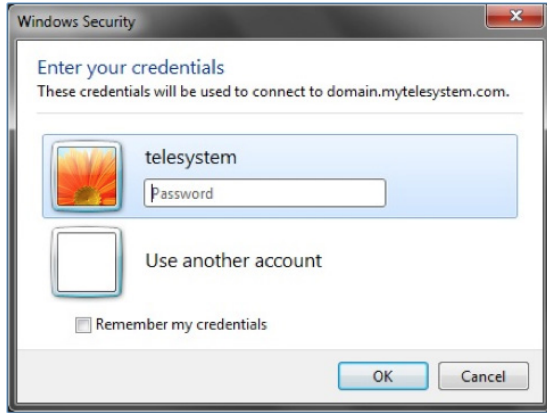 Windows Security
Enter your credentials
These credentials will be used to connect to domain.mytelesystem.com.
telesystem
Password
Use another account
Remember my credentials
OK
Cancel